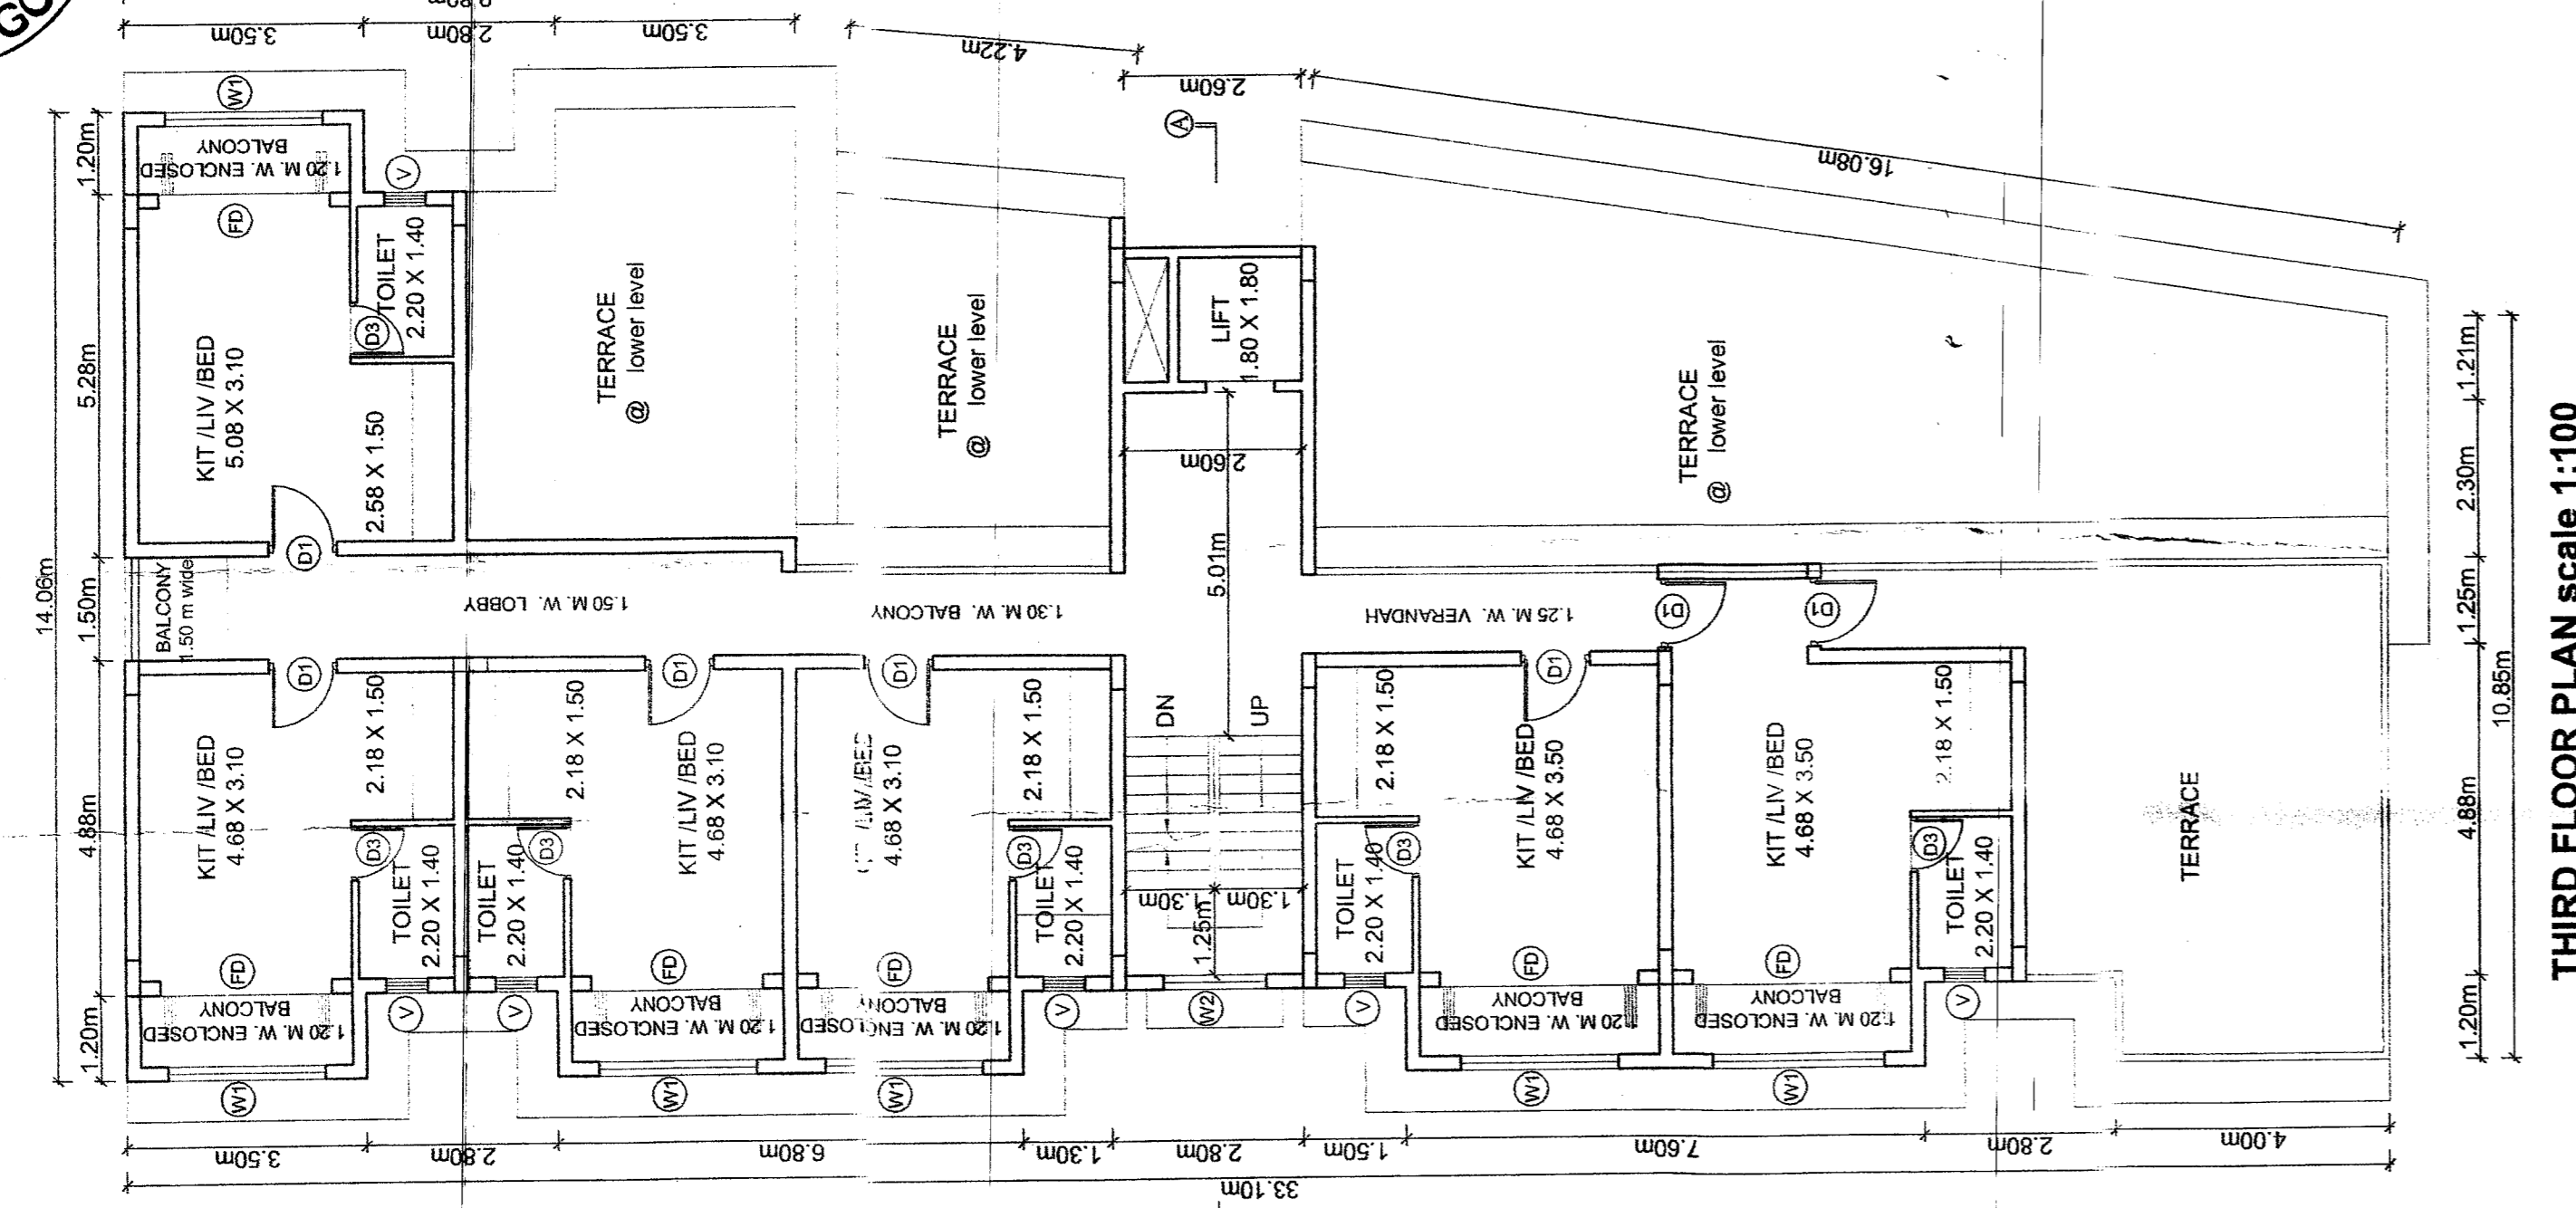 GO
3.50m
2.80m
3.50m
4.22m
2.60m
16.08m
A
14.06m
1.20m
5.28m
1.50m
4.88m
1.20m
W1
1.20 M. W. ENCLOSED
BALCONY
FD
V
KIT /LIV /BED
5.08 X 3.10
TOILET
2.20 X 1.40
D3
2.58 X 1.50
D1
TERRACE
@ lower level
TERRACE
@ lower level
LIFT
1.80 X 1.80
2.60m
5.01m
TERRACE
@ lower level
BALCONY
1.50 m wide
1.50 M. W. LOBBY
1.30 M. W. BALCONY
1.25 M. W. VERANDAH
D1
D1
D1
KIT /LIV /BED
4.68 X 3.10
2.18 X 1.50
D3
TOILET
2.20 X 1.40
FD
V
1.20 M. W. ENCLOSED
BALCONY
W1
D1
KIT /LIV /BED
4.68 X 3.10
2.18 X 1.50
D3
TOILET
2.20 X 1.40
FD
V
1.20 M. W. ENCLOSED
BALCONY
W1
D1
/BED
4.68 X 3.10
2.18 X 1.50
D3
TOILET
2.20 X 1.40
FD
V
1.20 M. W. ENCLOSED
BALCONY
W1
DN
UP
1.30m
1.30m
1.25m
W2
D1
KIT /LIV /BED
4.68 X 3.50
2.18 X 1.50
D3
TOILET
2.20 X 1.40
FD
V
1.20 M. W. ENCLOSED
BALCONY
W1
KIT /LIV /BED
4.68 X 3.50
2.18 X 1.50
D3
TOILET
2.20 X 1.40
FD
V
1.20 M. W. ENCLOSED
BALCONY
W1
TERRACE
1.21m
2.30m
1.25m
4.88m
1.20m
10.85m
3.50m
2.80m
6.80m
1.30m
2.80m
1.50m
7.60m
2.80m
4.00m
33.10m
THIRD FLOOR PLAN scale 1:100